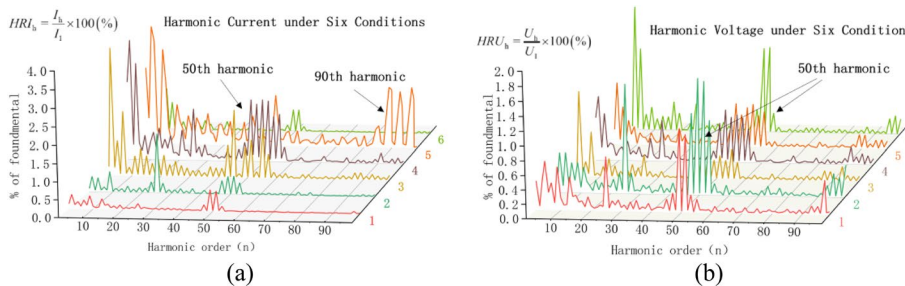 HRI_h = I_h / I_1 ×100(%)
Harmonic Current under Six Conditions
50th harmonic
90th harmonic
% of foundmental
4.0
3.5
3.0
2.5
2.0
1.5
1.0
0.5
0.0
10 20 30 40 50 60 70 80 90
Harmonic order (n)
1
2
3
4
5
6
(a)
HRU_h = U_h / U_1 ×100(%)
Harmonic Voltage under Six Condition
50th harmonic
% of foundmental
2.0
1.8
1.6
1.4
1.2
1.0
0.8
0.6
0.4
0.2
0.0
10 20 30 40 50 60 70 80 90
Harmonic order (n)
1
2
3
4
5
6
(b)